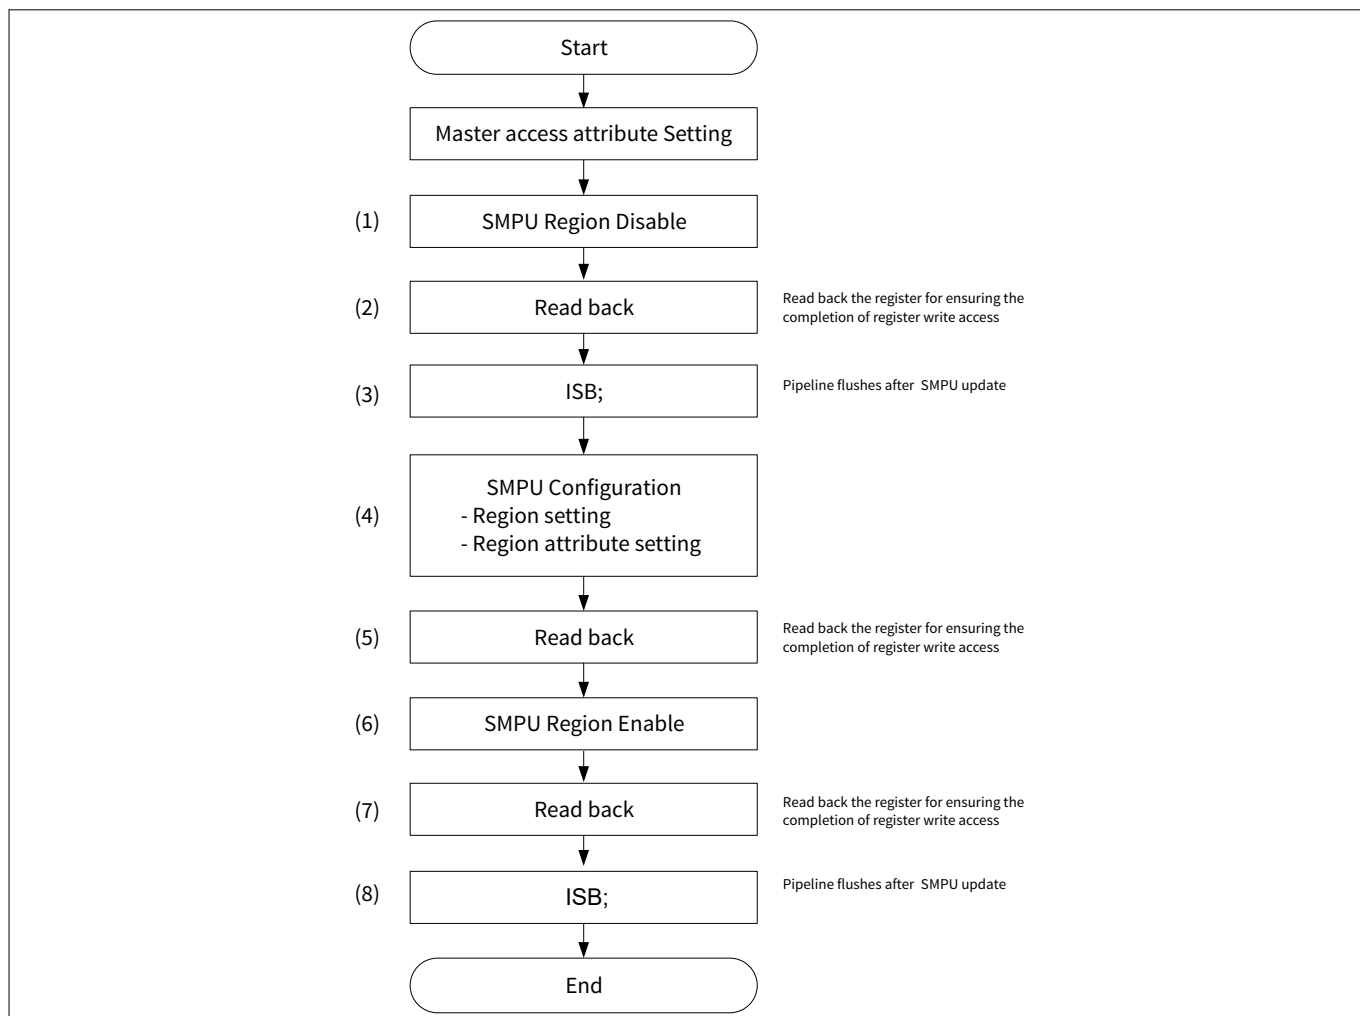 Start
Master access attribute Setting
(1)
SMPU Region Disable
(2)
Read back
Read back the register for ensuring the
completion of register write access
(3)
ISB;
Pipeline flushes after SMPU update
(4)
SMPU Configuration
- Region setting
- Region attribute setting
(5)
Read back
Read back the register for ensuring the
completion of register write access
(6)
SMPU Region Enable
(7)
Read back
Read back the register for ensuring the
completion of register write access
(8)
ISB;
Pipeline flushes after SMPU update
End